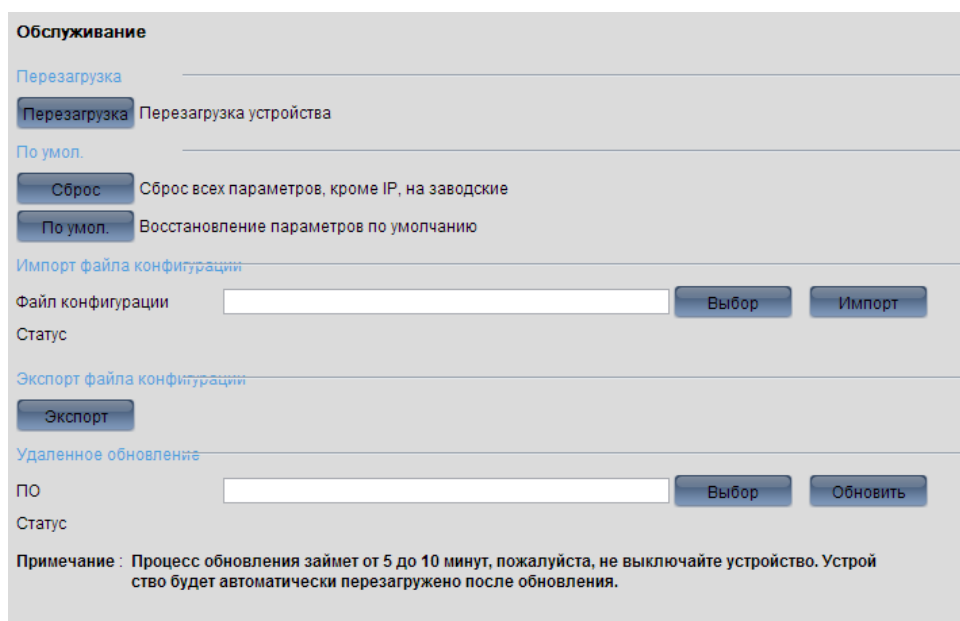 Обслуживание
Перезагрузка
Перезагрузка Перезагрузка устройства
По умол.
Сброс Сброс всех параметров, кроме IP, на заводские
По умол. Восстановление параметров по умолчанию
Импорт файла конфигурации
Файл конфигурации Выбор Импорт
Статус
Экспорт файла конфигурации
Экспорт
Удаленное обновление
ПО Выбор Обновить
Статус
Примечание : Процесс обновления займет от 5 до 10 минут, пожалуйста, не выключайте устройство. Устрой
ство будет автоматически перезагружено после обновления.